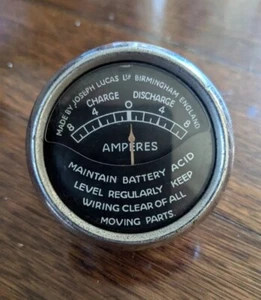 MADE BY JOSEPH LUCAS LD BIRMINGHAM ENGLAND
CHARGE DISCHARGE
8 4 0 4 8
AMPERES
MAINTAIN BATTERY ACID
LEVEL REGULARLY KEEP
WIRING CLEAR OF ALL
MOVING PARTS.